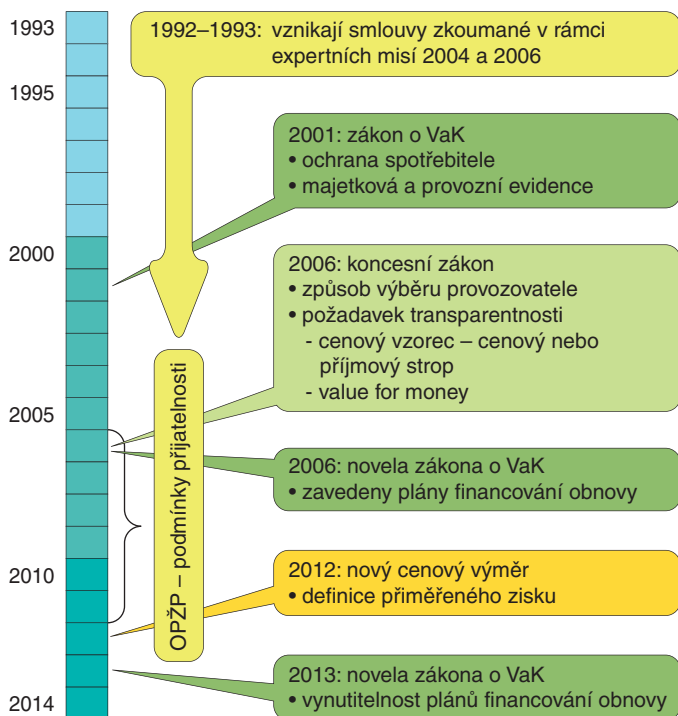 1993
1995
2000
2005
2010
2014
1992–1993: vznikají smlouvy zkoumané v rámci
expertních misí 2004 a 2006
2001: zákon o VaK
• ochrana spotřebitele
• majetková a provozní evidence
2006: koncesní zákon
• způsob výběru provozovatele
• požadavek transparentnosti
- cenový vzorec – cenový nebo
příjmový strop
- value for money
OPŽP – podmínky přijatelnosti
2006: novela zákona o VaK
• zavedeny plány financování obnovy
2012: nový cenový výměr
• definice přiměřeného zisku
2013: novela zákona o VaK
• vynutitelnost plánů financování obnovy